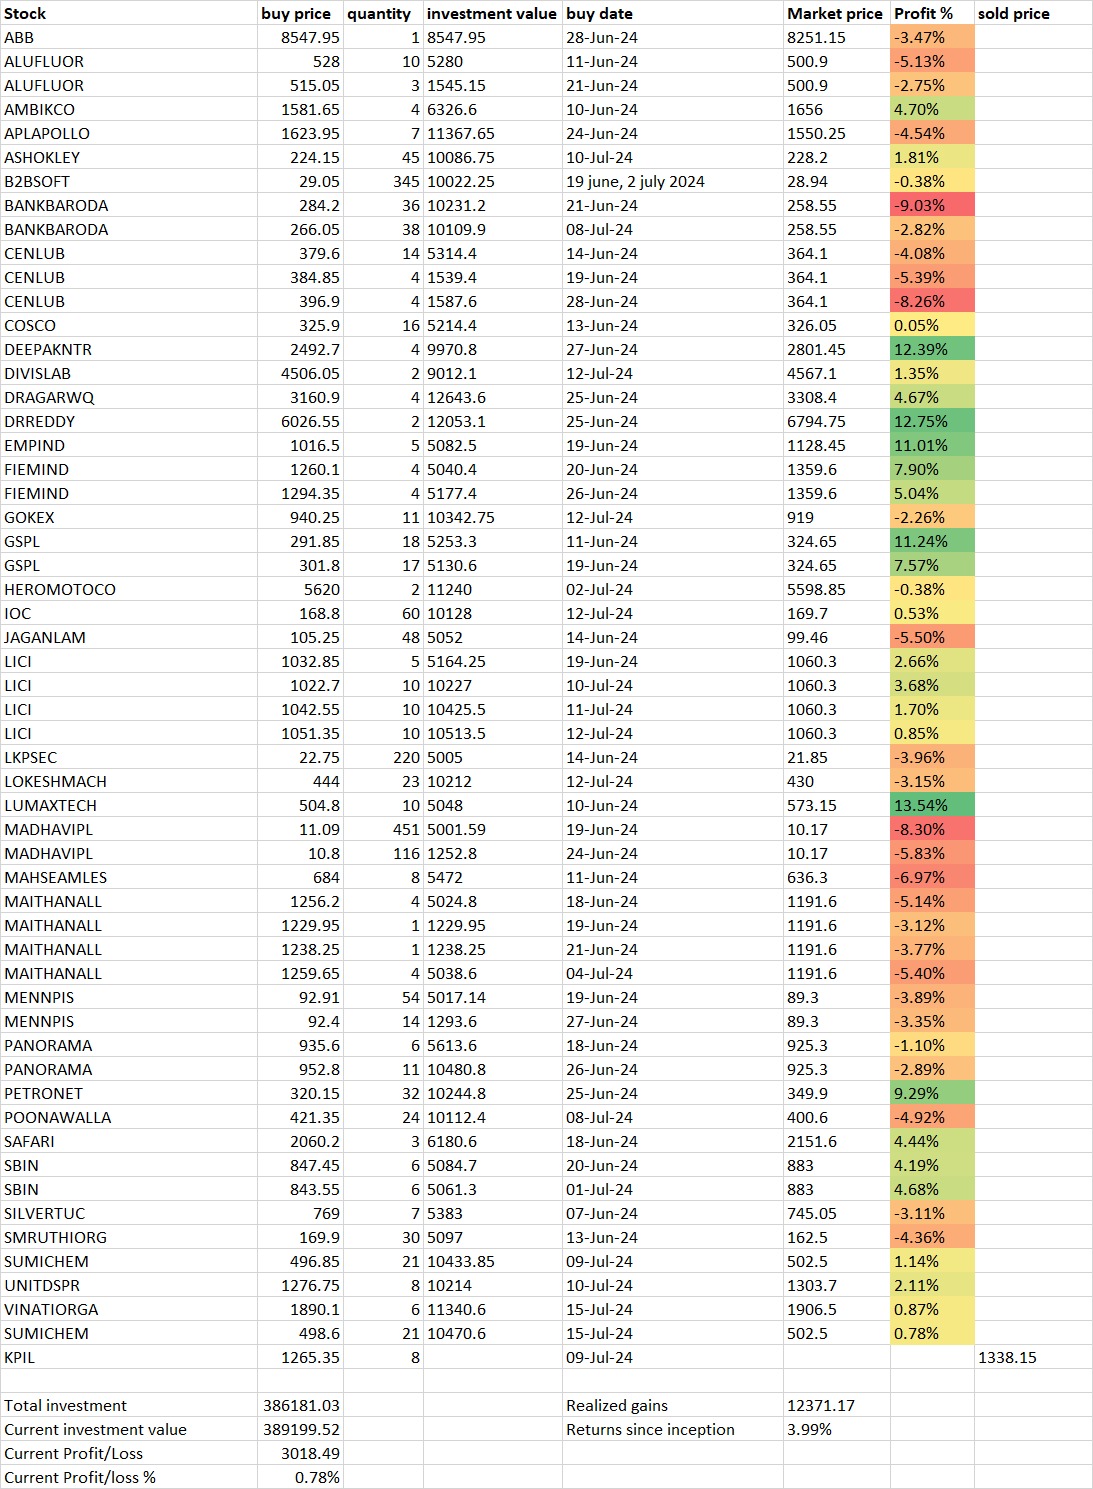 Stock buy price quantity investment value buy date Market price Profit % sold price
ABB 8547.95 1 8547.95 28-Jun-24 8251.15 -3.47%
ALUFLUOR 528 10 5280 11-Jun-24 500.9 -5.13%
ALUFLUOR 515.05 3 1545.15 21-Jun-24 500.9 -2.75%
AMBIKCO 1581.65 4 6326.6 10-Jun-24 1656 4.70%
APLAPOLLO 1623.95 7 11367.65 24-Jun-24 1550.25 -4.54%
ASHOKLEY 224.15 45 10086.75 10-Jul-24 228.2 1.81%
B2BSOFT 29.05 345 10022.25 19 june, 2 july 2024 28.94 -0.38%
BANKBARODA 284.2 36 10231.2 21-Jun-24 258.55 -9.03%
BANKBARODA 266.05 38 10109.9 08-Jul-24 258.55 -2.82%
CENLUB 379.6 14 5314.4 14-Jun-24 364.1 -4.08%
CENLUB 384.85 4 1539.4 19-Jun-24 364.1 -5.39%
CENLUB 396.9 4 1587.6 28-Jun-24 364.1 -8.26%
COSCO 325.9 16 5214.4 13-Jun-24 326.05 0.05%
DEEPAKNTR 2492.7 4 9970.8 27-Jun-24 2801.45 12.39%
DIVISLAB 4506.05 2 9012.1 12-Jul-24 4567.1 1.35%
DRAGARWQ 3160.9 4 12643.6 25-Jun-24 3308.4 4.67%
DRREDDY 6026.55 2 12053.1 25-Jun-24 6794.75 12.75%
EMPIND 1016.5 5 5082.5 19-Jun-24 1128.45 11.01%
FIEMIND 1260.1 4 5040.4 20-Jun-24 1359.6 7.90%
FIEMIND 1294.35 4 5177.4 26-Jun-24 1359.6 5.04%
GOKEX 940.25 11 10342.75 12-Jul-24 919 -2.26%
GSPL 291.85 18 5253.3 11-Jun-24 324.65 11.24%
GSPL 301.8 17 5130.6 19-Jun-24 324.65 7.57%
HEROMOTOCO 5620 2 11240 02-Jul-24 5598.85 -0.38%
IOC 168.8 60 10128 12-Jul-24 169.7 0.53%
JAGANLAM 105.25 48 5052 14-Jun-24 99.46 -5.50%
LICI 1032.85 5 5164.25 19-Jun-24 1060.3 2.66%
LICI 1022.7 10 10227 10-Jul-24 1060.3 3.68%
LICI 1042.55 10 10425.5 11-Jul-24 1060.3 1.70%
LICI 1051.35 10 10513.5 12-Jul-24 1060.3 0.85%
LKPSEC 22.75 220 5005 14-Jun-24 21.85 -3.96%
LOKESHMACH 444 23 10212 12-Jul-24 430 -3.15%
LUMAXTECH 504.8 10 5048 10-Jun-24 573.15 13.54%
MADHAVIPL 11.09 451 5001.59 19-Jun-24 10.17 -8.30%
MADHAVIPL 10.8 116 1252.8 24-Jun-24 10.17 -5.83%
MAHSEAMLES 684 8 5472 11-Jun-24 636.3 -6.97%
MAITHANALL 1256.2 4 5024.8 18-Jun-24 1191.6 -5.14%
MAITHANALL 1229.95 1 1229.95 19-Jun-24 1191.6 -3.12%
MAITHANALL 1238.25 1 1238.25 21-Jun-24 1191.6 -3.77%
MAITHANALL 1259.65 4 5038.6 04-Jul-24 1191.6 -5.40%
MENNPIS 92.91 54 5017.14 19-Jun-24 89.3 -3.89%
MENNPIS 92.4 14 1293.6 27-Jun-24 89.3 -3.35%
PANORAMA 935.6 6 5613.6 18-Jun-24 925.3 -1.10%
PANORAMA 952.8 11 10480.8 26-Jun-24 925.3 -2.89%
PETRONET 320.15 32 10244.8 25-Jun-24 349.9 9.29%
POONAWALLA 421.35 24 10112.4 08-Jul-24 400.6 -4.92%
SAFARI 2060.2 3 6180.6 18-Jun-24 2151.6 4.44%
SBIN 847.45 6 5084.7 20-Jun-24 883 4.19%
SBIN 843.55 6 5061.3 01-Jul-24 883 4.68%
SILVERTUC 769 7 5383 07-Jun-24 745.05 -3.11%
SMRUTHIORG 169.9 30 5097 13-Jun-24 162.5 -4.36%
SUMICHEM 496.85 21 10433.85 09-Jul-24 502.5 1.14%
UNITDSPR 1276.75 8 10214 10-Jul-24 1303.7 2.11%
VINATIORGA 1890.1 6 11340.6 15-Jul-24 1906.5 0.87%
SUMICHEM 498.6 21 10470.6 15-Jul-24 502.5 0.78%
KPIL 1265.35 8 09-Jul-24 1338.15
Total investment 386181.03 Realized gains 12371.17
Current investment value 389199.52 Returns since inception 3.99%
Current Profit/Loss 3018.49
Current Profit/loss % 0.78%